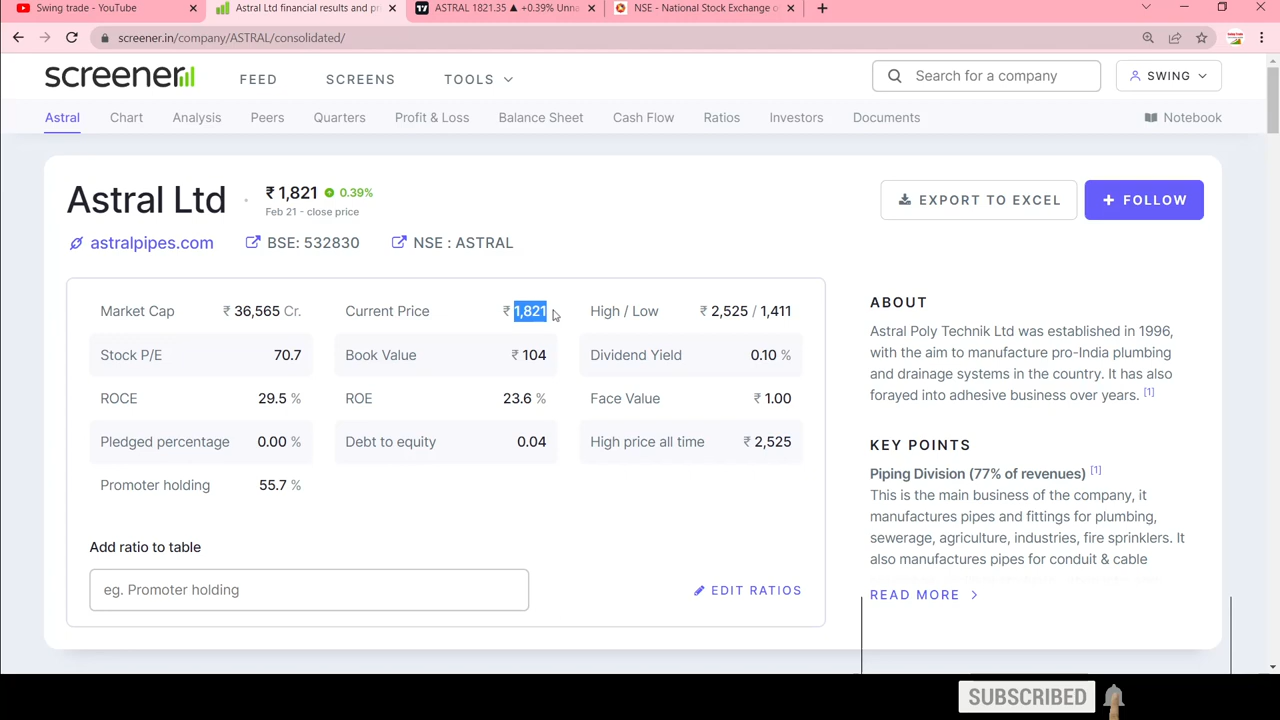 Swing trade - YouTube
Astral Ltd financial results and pr
ASTRAL 1821.35 ▲ +0.39% Unna
NSE - National Stock Exchange o
screener.in/company/ASTRAL/consolidated/
screener
FEED
SCREENS
TOOLS
Search for a company
SWING
Astral
Chart
Analysis
Peers
Quarters
Profit & Loss
Balance Sheet
Cash Flow
Ratios
Investors
Documents
Notebook
Astral Ltd
₹ 1,821
0.39%
Feb 21 - close price
EXPORT TO EXCEL
FOLLOW
astralpipes.com
BSE: 532830
NSE : ASTRAL
Market Cap ₹ 36,565 Cr.
Current Price ₹ 1,821
High / Low ₹ 2,525 / 1,411
Stock P/E 70.7
Book Value ₹ 104
Dividend Yield 0.10 %
ROCE 29.5 %
ROE 23.6 %
Face Value ₹ 1.00
Pledged percentage 0.00 %
Debt to equity 0.04
High price all time ₹ 2,525
Promoter holding 55.7 %
Add ratio to table
eg. Promoter holding
EDIT RATIOS
ABOUT
Astral Poly Technik Ltd was established in 1996,
with the aim to manufacture pro-India plumbing
and drainage systems in the country. It has also
forayed into adhesive business over years. [1]
KEY POINTS
Piping Division (77% of revenues) [1]
This is the main business of the company, it
manufactures pipes and fittings for plumbing,
sewerage, agriculture, industries, fire sprinklers. It
also manufactures pipes for conduit & cable
READ MORE
SUBSCRIBED